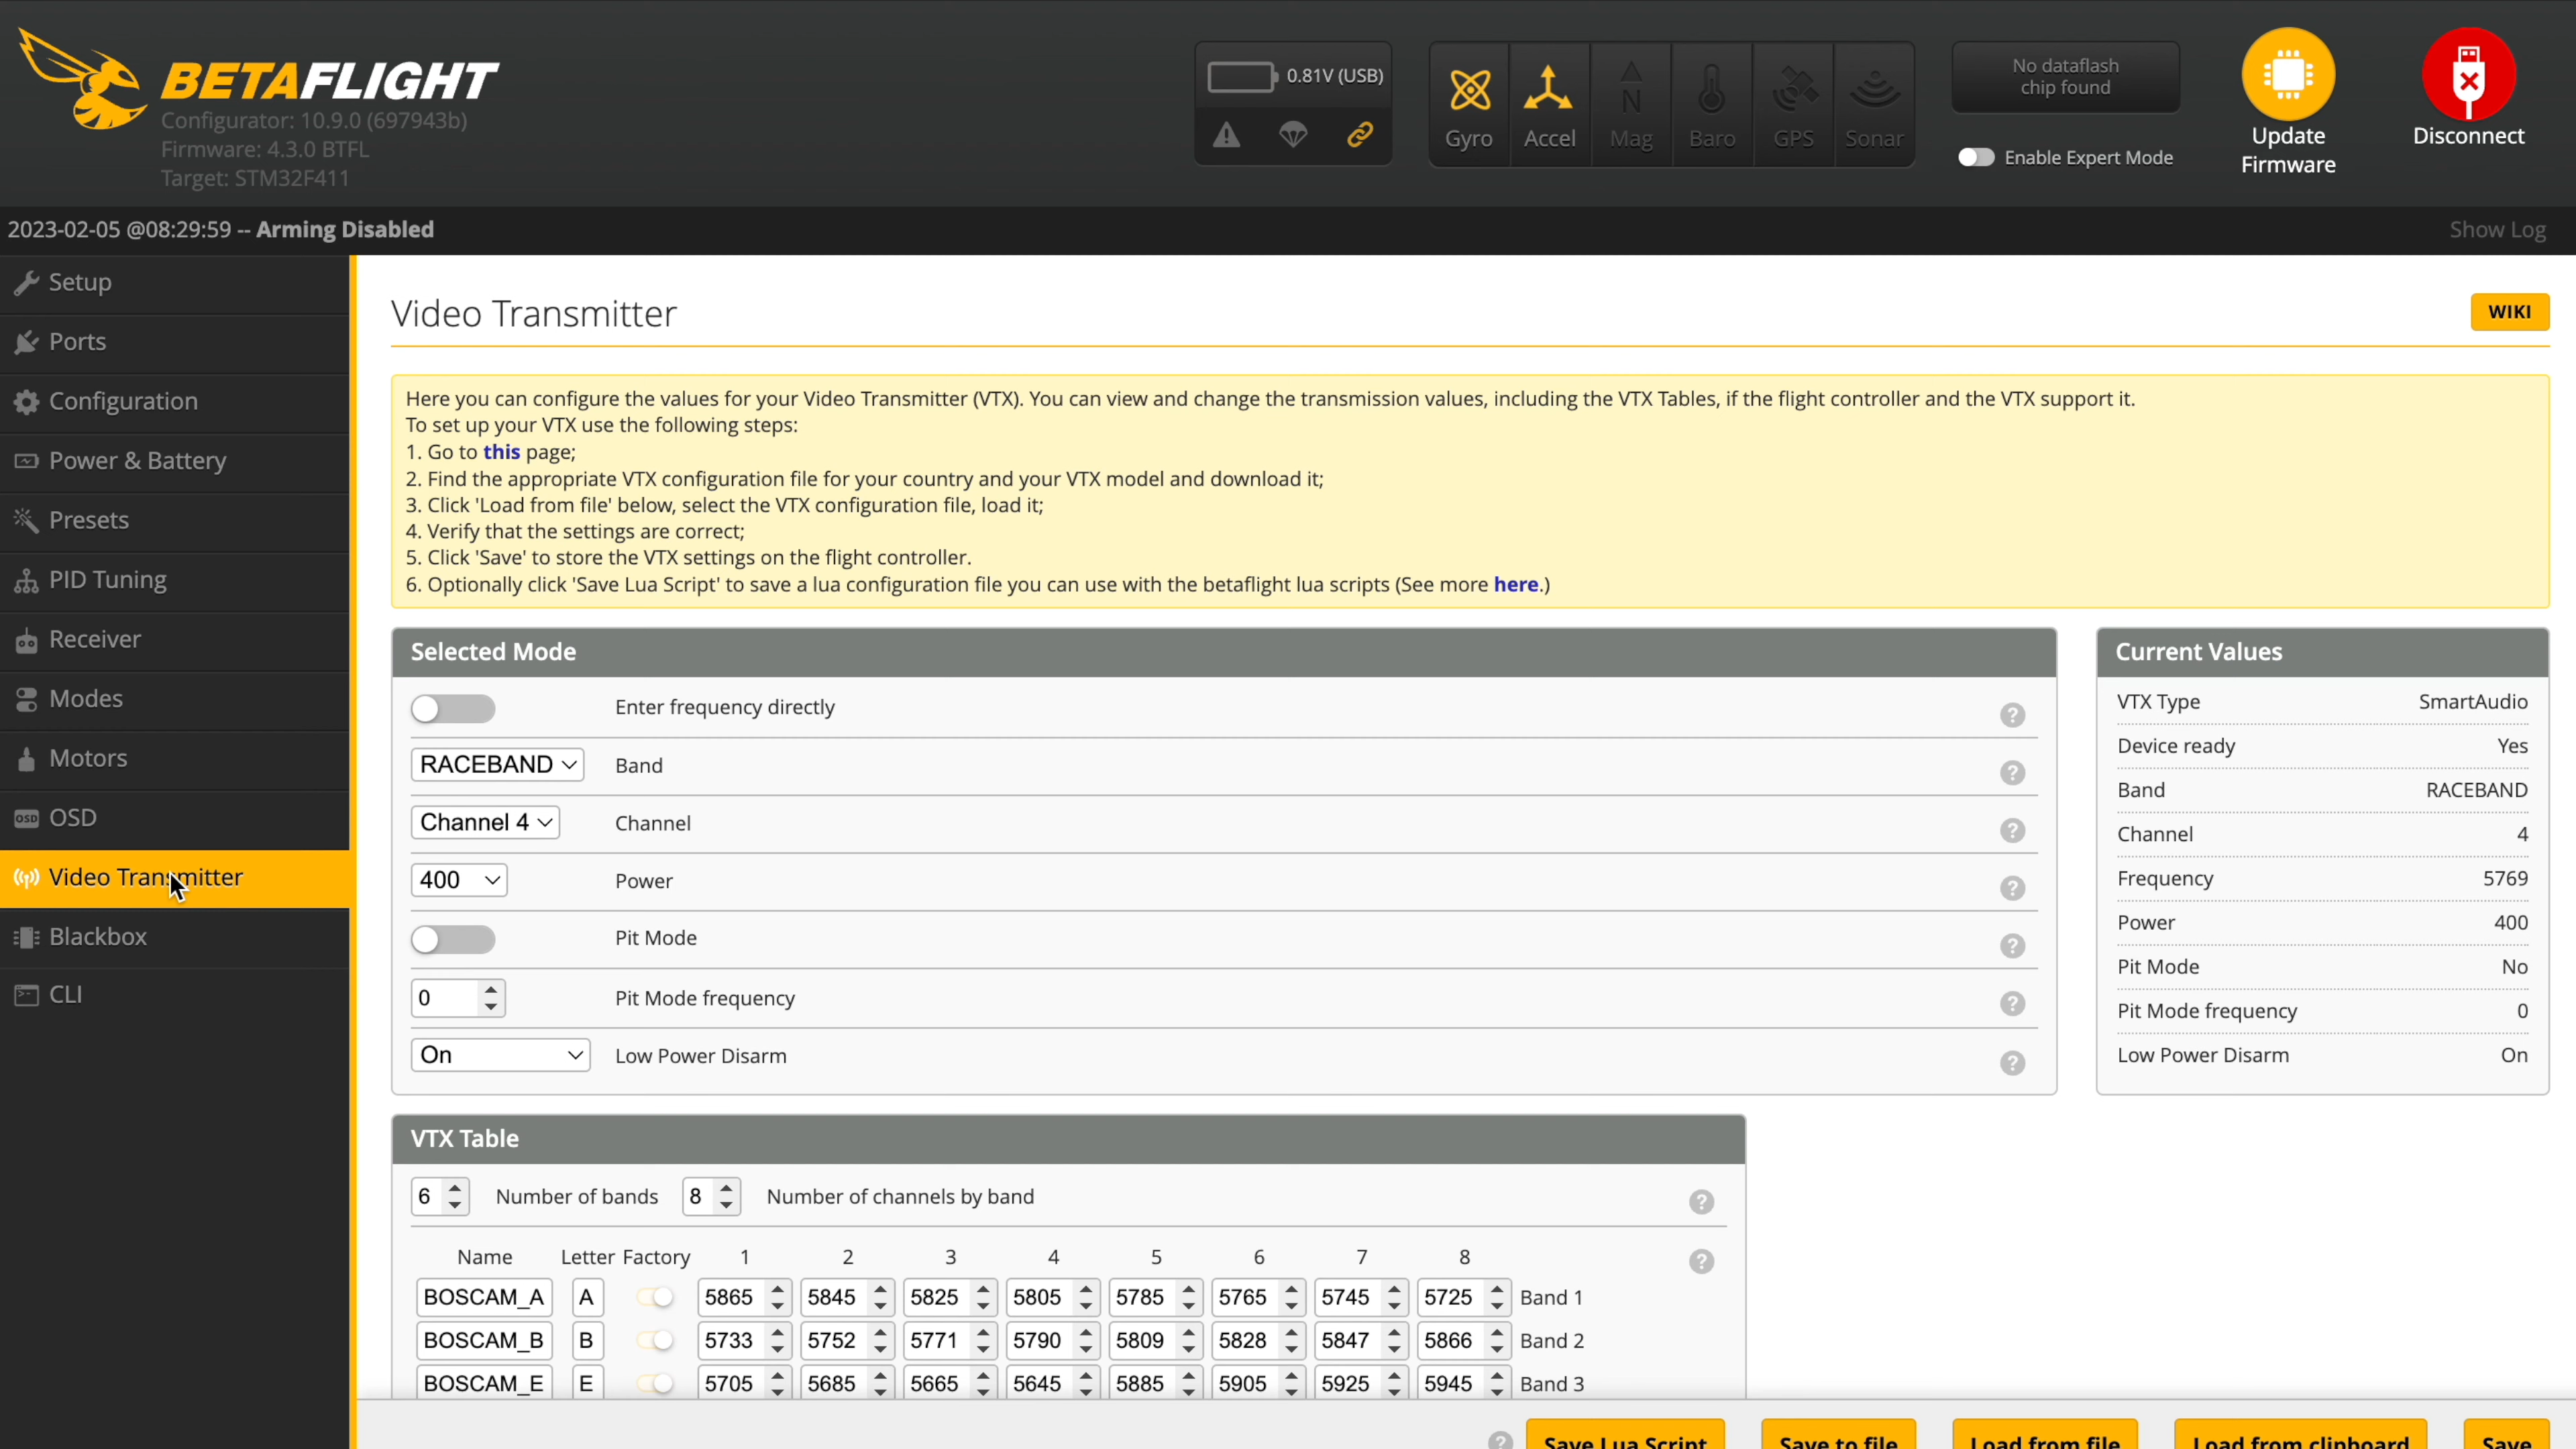 BETAFLIGHT
Configurator: 10.9.0 (697943b)
Firmware: 4.3.0 BTFL
Target: STM32F411
0.81V (USB)
Gyro
Accel
N
Mag
Baro
GPS
Sonar
No dataflash
chip found
Enable Expert Mode
Update
Firmware
Disconnect
2023-02-05 @08:29:59 -- Arming Disabled
Show Log
Setup
Ports
Configuration
Power & Battery
Presets
PID Tuning
Receiver
Modes
Motors
OSD OSD
Video Transmitter
Blackbox
CLI
Video Transmitter
WIKI
Here you can configure the values for your Video Transmitter (VTX). You can view and change the transmission values, including the VTX Tables, if the flight controller and the VTX support it.
To set up your VTX use the following steps:
1. Go to this page;
2. Find the appropriate VTX configuration file for your country and your VTX model and download it;
3. Click 'Load from file' below, select the VTX configuration file, load it;
4. Verify that the settings are correct;
5. Click 'Save' to store the VTX settings on the flight controller.
6. Optionally click 'Save Lua Script' to save a lua configuration file you can use with the betaflight lua scripts (See more here.)
Selected Mode
Enter frequency directly ?
RACEBAND Band ?
Channel 4 Channel ?
400 Power ?
Pit Mode ?
0 Pit Mode frequency ?
On Low Power Disarm ?
Current Values
VTX Type SmartAudio
Device ready Yes
Band RACEBAND
Channel 4
Frequency 5769
Power 400
Pit Mode No
Pit Mode frequency 0
Low Power Disarm On
VTX Table
6 Number of bands 8 Number of channels by band ?
Name Letter Factory 1 2 3 4 5 6 7 8 ?
BOSCAM_A A 5865 5845 5825 5805 5785 5765 5745 5725 Band 1
BOSCAM_B B 5733 5752 5771 5790 5809 5828 5847 5866 Band 2
BOSCAM_E E 5705 5685 5665 5645 5885 5905 5925 5945 Band 3
? Save Lua Script Save to file Load from file Load from clipboard Save